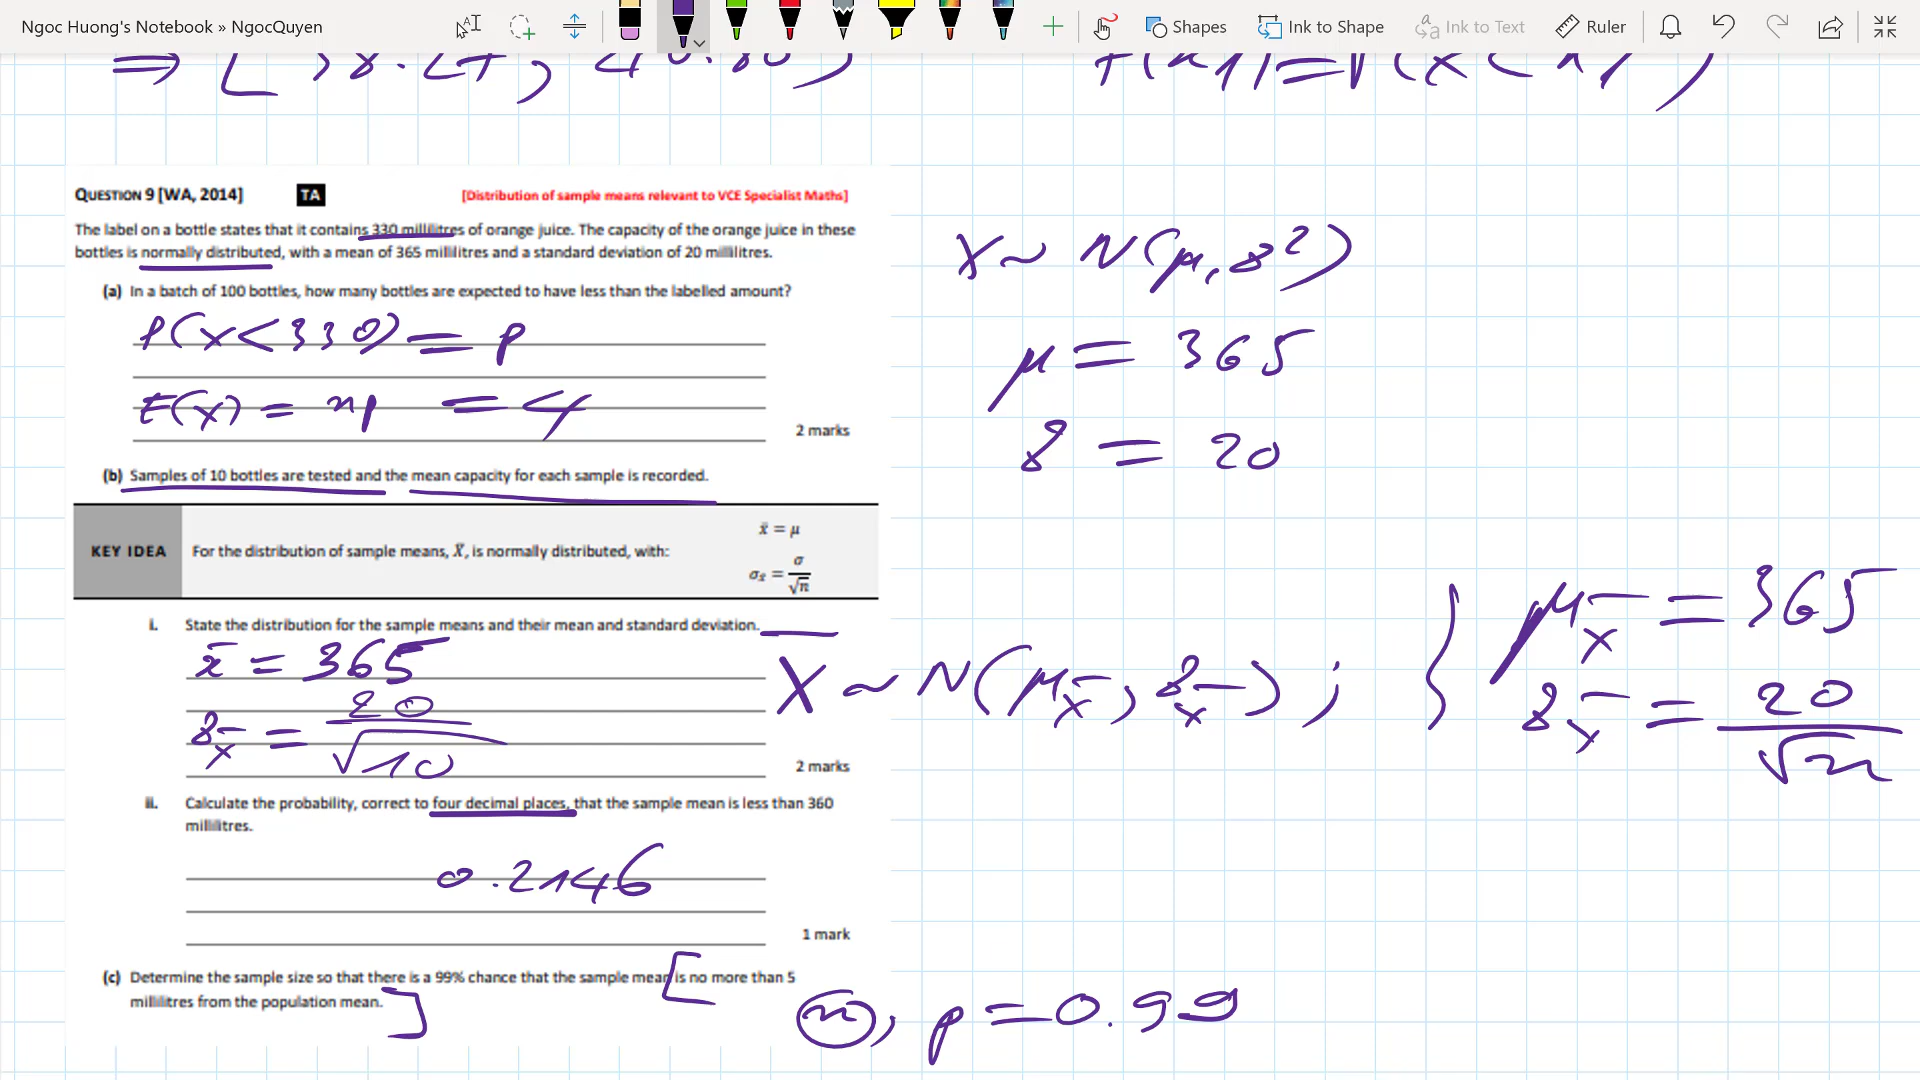 Ngoc Huong's Notebook » NgocQuyen
Shapes
Ink to Shape
Ink to Text
Ruler
QUESTION 9 [WA, 2014] TA [Distribution of sample means relevant to VCE Specialist Maths]
The label on a bottle states that it contains 330 millilitres of orange juice. The capacity of the orange juice in these
bottles is normally distributed, with a mean of 365 millilitres and a standard deviation of 20 millilitres.
(a) In a batch of 100 bottles, how many bottles are expected to have less than the labelled amount?
P(X<330) = p
E(X) = np = 4
2 marks
X ~ N(μ, 8²)
μ = 365
8 = 20
(b) Samples of 10 bottles are tested and the mean capacity for each sample is recorded.
KEY IDEA
For the distribution of sample means, X̄, is normally distributed, with:
x̄ = μ
σx̄ = σ/√n
i. State the distribution for the sample means and their mean and standard deviation.
x̄ = 365
8x̄ = 20/√10
2 marks
X̄ ~ N(μx̄, 8x̄);
{ μx̄ = 365
8x̄ = 20/√n
ii. Calculate the probability, correct to four decimal places, that the sample mean is less than 360
millilitres.
0.2146
1 mark
(c) Determine the sample size so that there is a 99% chance that the sample mean [is no more than 5
millilitres from the population mean.]
n, p = 0.99